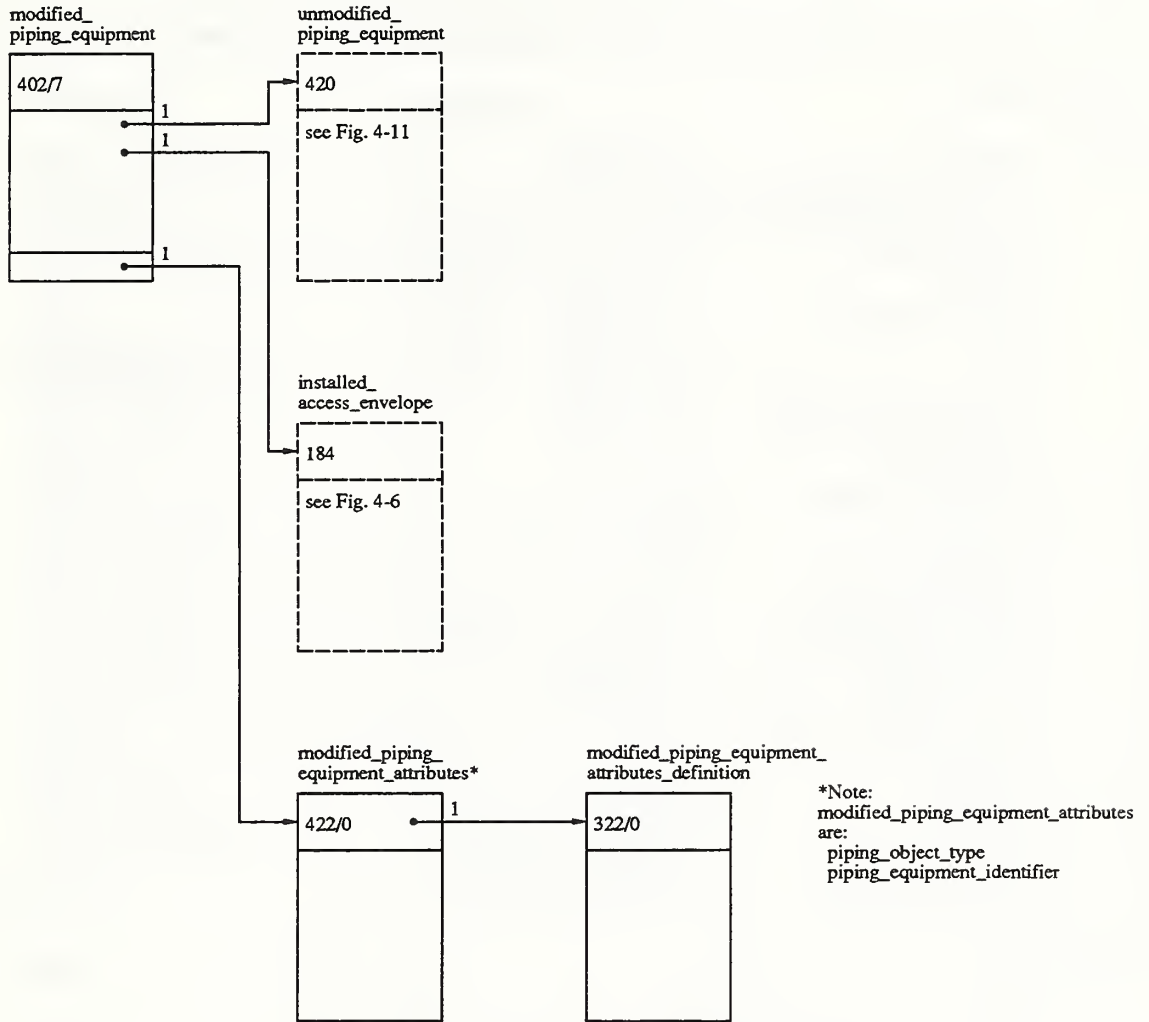 modified_
piping_equipment
402/7
1
1
1
unmodified_
piping_equipment
420
see Fig. 4-11
installed_
access_envelope
184
see Fig. 4-6
modified_piping_
equipment_attributes*
422/0
1
modified_piping_equipment_
attributes_definition
322/0
*Note:
modified_piping_equipment_attributes
are:
piping_object_type
piping_equipment_identifier